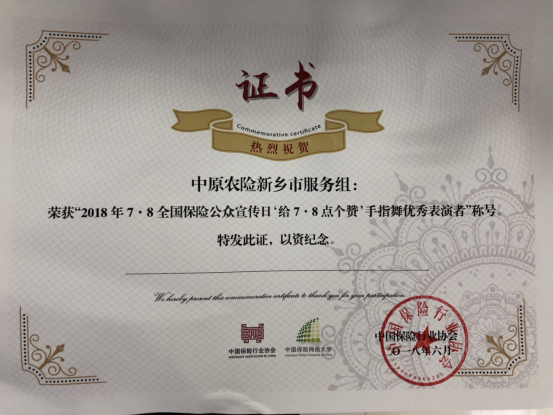 证书
Commemorative certificate
热烈祝贺
中原农险新乡市服务组:
荣获“2018年7·8全国保险公众宣传日‘给7·8点个赞’手指舞优秀表演者”称号。
特发此证,以资纪念。
We hereby present this commemorative certificate to thank you for your participation.
中国保险行业协会
中国保险网络大学
中国保险行业协会
二〇一八年六月